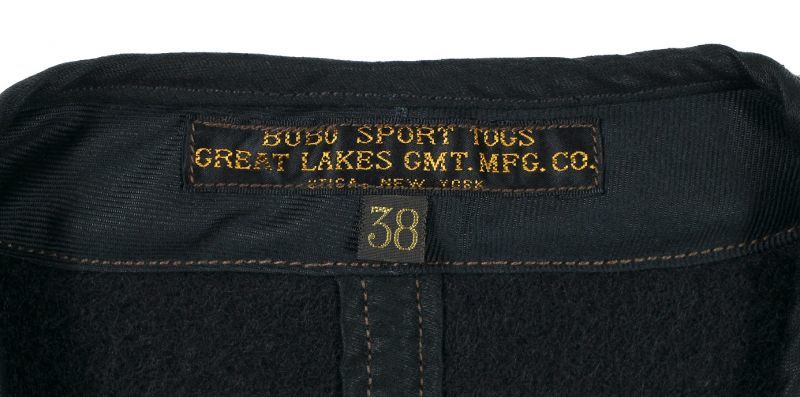 BOBO SPORT TOGS
GREAT LAKES GMT. MFG. CO.
UTICA, NEW YORK
38